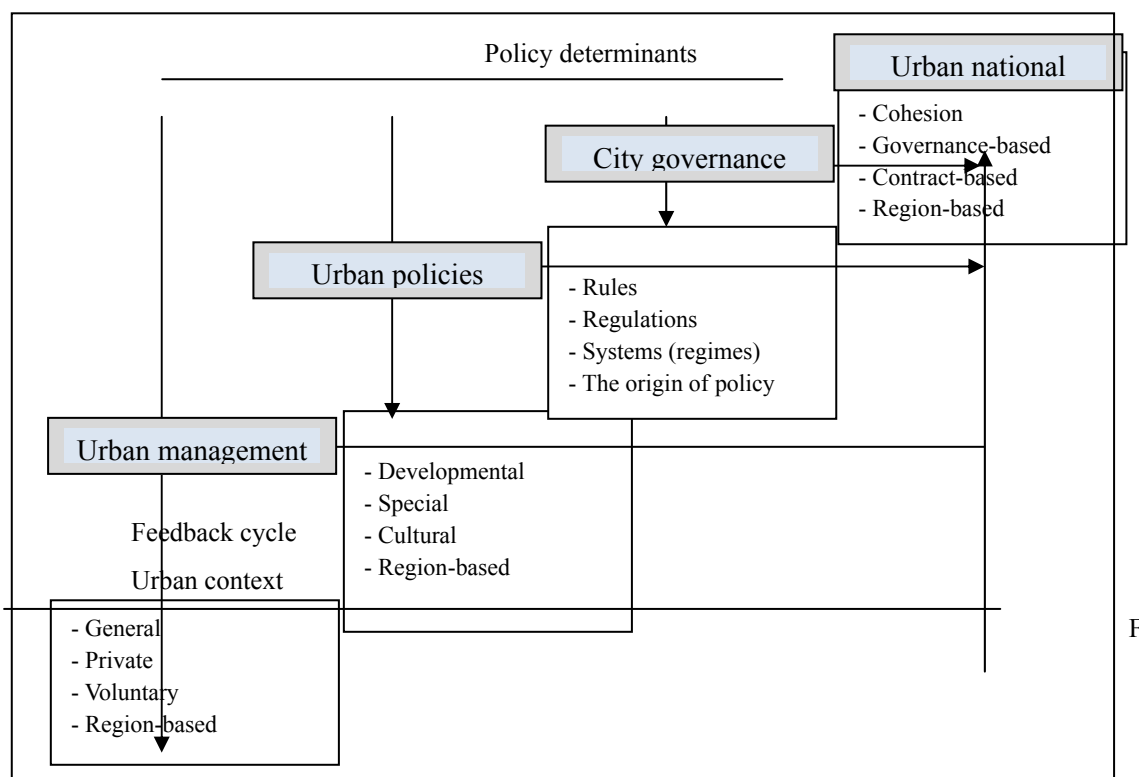 Policy determinants
Urban national
- Cohesion
- Governance-based
- Contract-based
- Region-based
City governance
- Rules
- Regulations
- Systems (regimes)
- The origin of policy
Urban policies
- Developmental
- Special
- Cultural
- Region-based
Urban management
Feedback cycle
Urban context
- General
- Private
- Voluntary
- Region-based
F